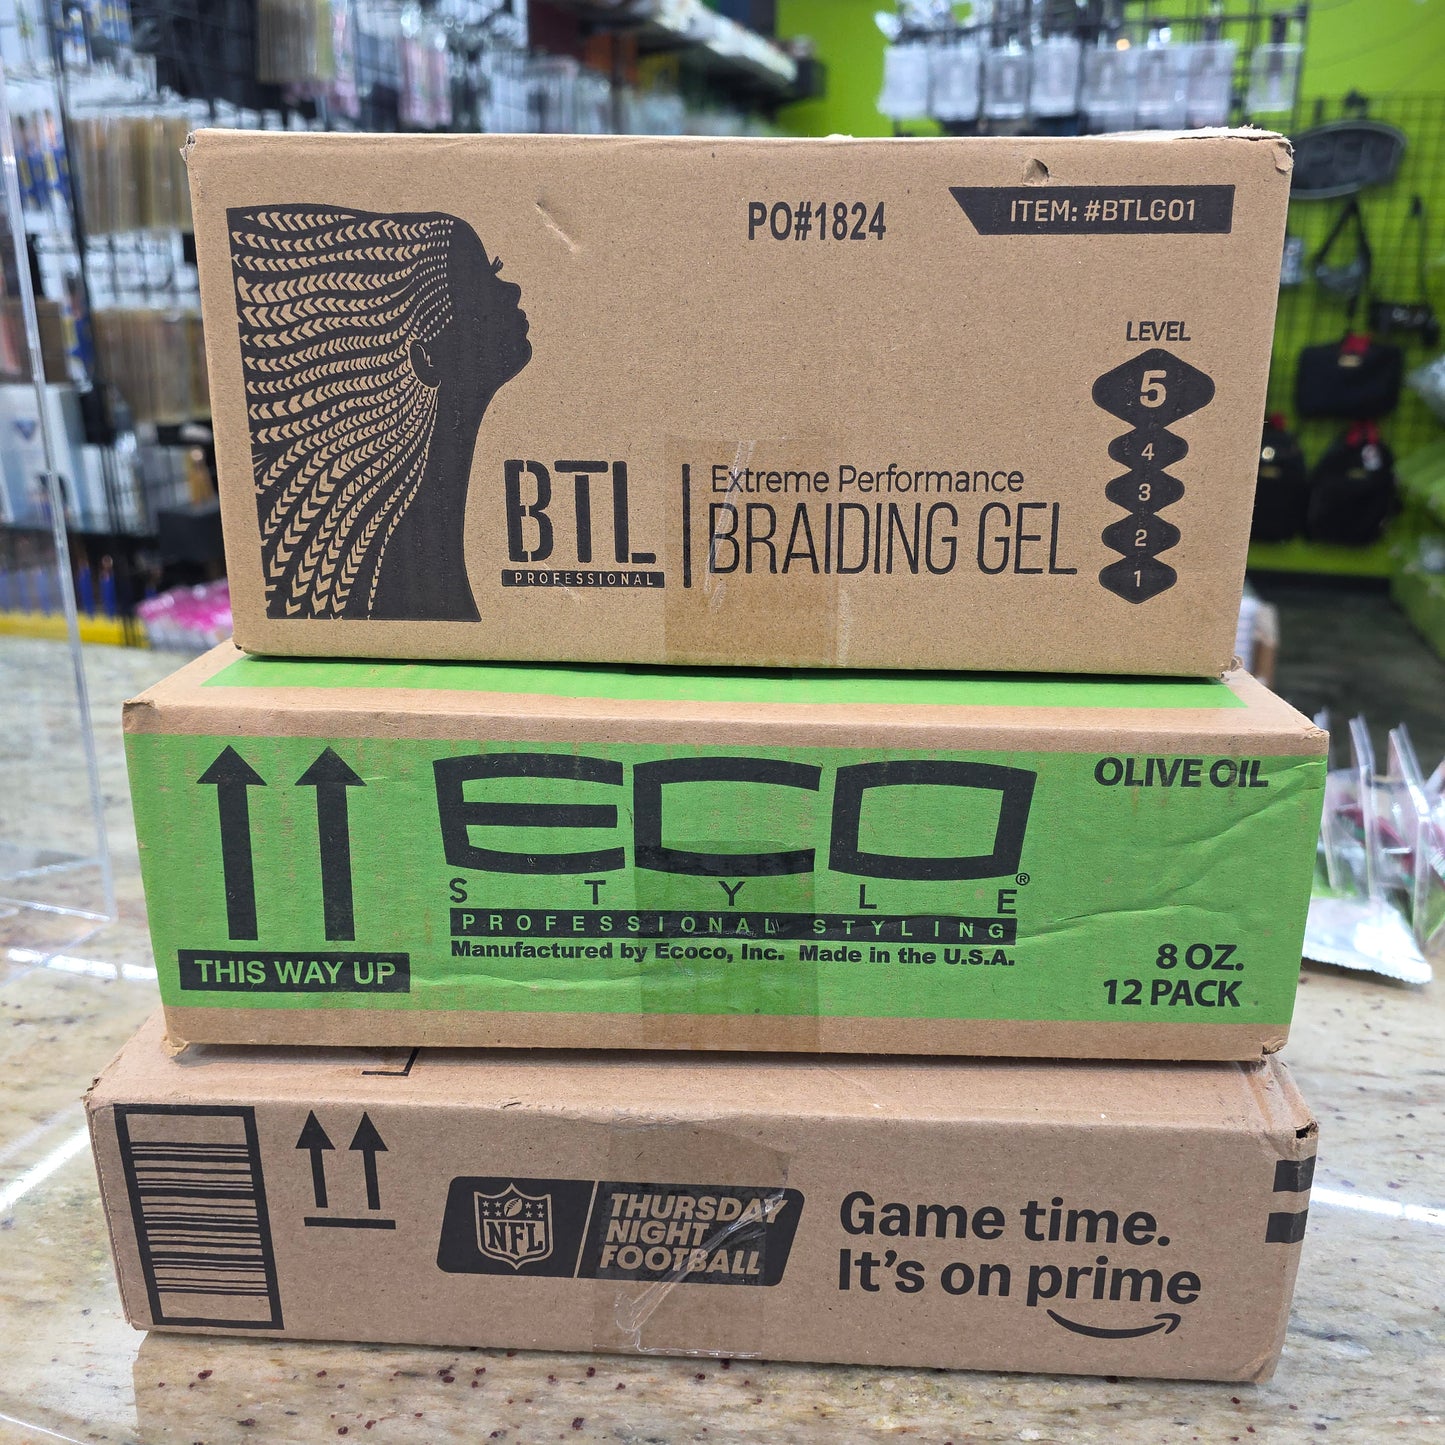 PO#1824
ITEM: #BTLG01
LEVEL
5
4
3
2
1
BTL
PROFESSIONAL
Extreme Performance
BRAIDING GEL
THIS WAY UP
ECO
STYLE®
PROFESSIONAL STYLING
Manufactured by Ecoco, Inc. Made in the U.S.A.
OLIVE OIL
8 OZ.
12 PACK
NFL
THURSDAY
NIGHT
FOOTBALL
Game time.
It's on prime
OPEN